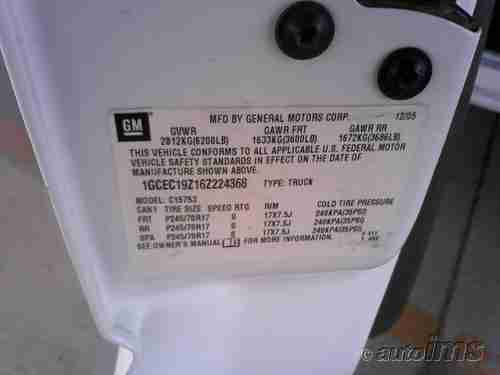 GM
MFD BY GENERAL MOTORS CORP. 12/05
GVWR GAWR FRT GAWR RR
2812KG(6200LB) 1633KG(3600LB) 1672KG(3686LB)
THIS VEHICLE CONFORMS TO ALL APPLICABLE U.S. FEDERAL MOTOR
VEHICLE SAFETY STANDARDS IN EFFECT ON THE DATE OF
MANUFACTURE SHOWN ABOVE.
1GCEC19Z16Z224368 TYPE: TRUCK
MODEL: C15753
TIRE SIZE SPEED RTG RIM COLD TIRE PRESSURE
FRT P245/70R17 S 17X7.5J 240KPA(35PSI)
RR P245/70R17 S 17X7.5J 240KPA(35PSI)
SPA P245/70R17 S 17X7.5J 240KPA(35PSI)
SEE OWNER'S MANUAL FOR MORE INFORMATION.
© autoims